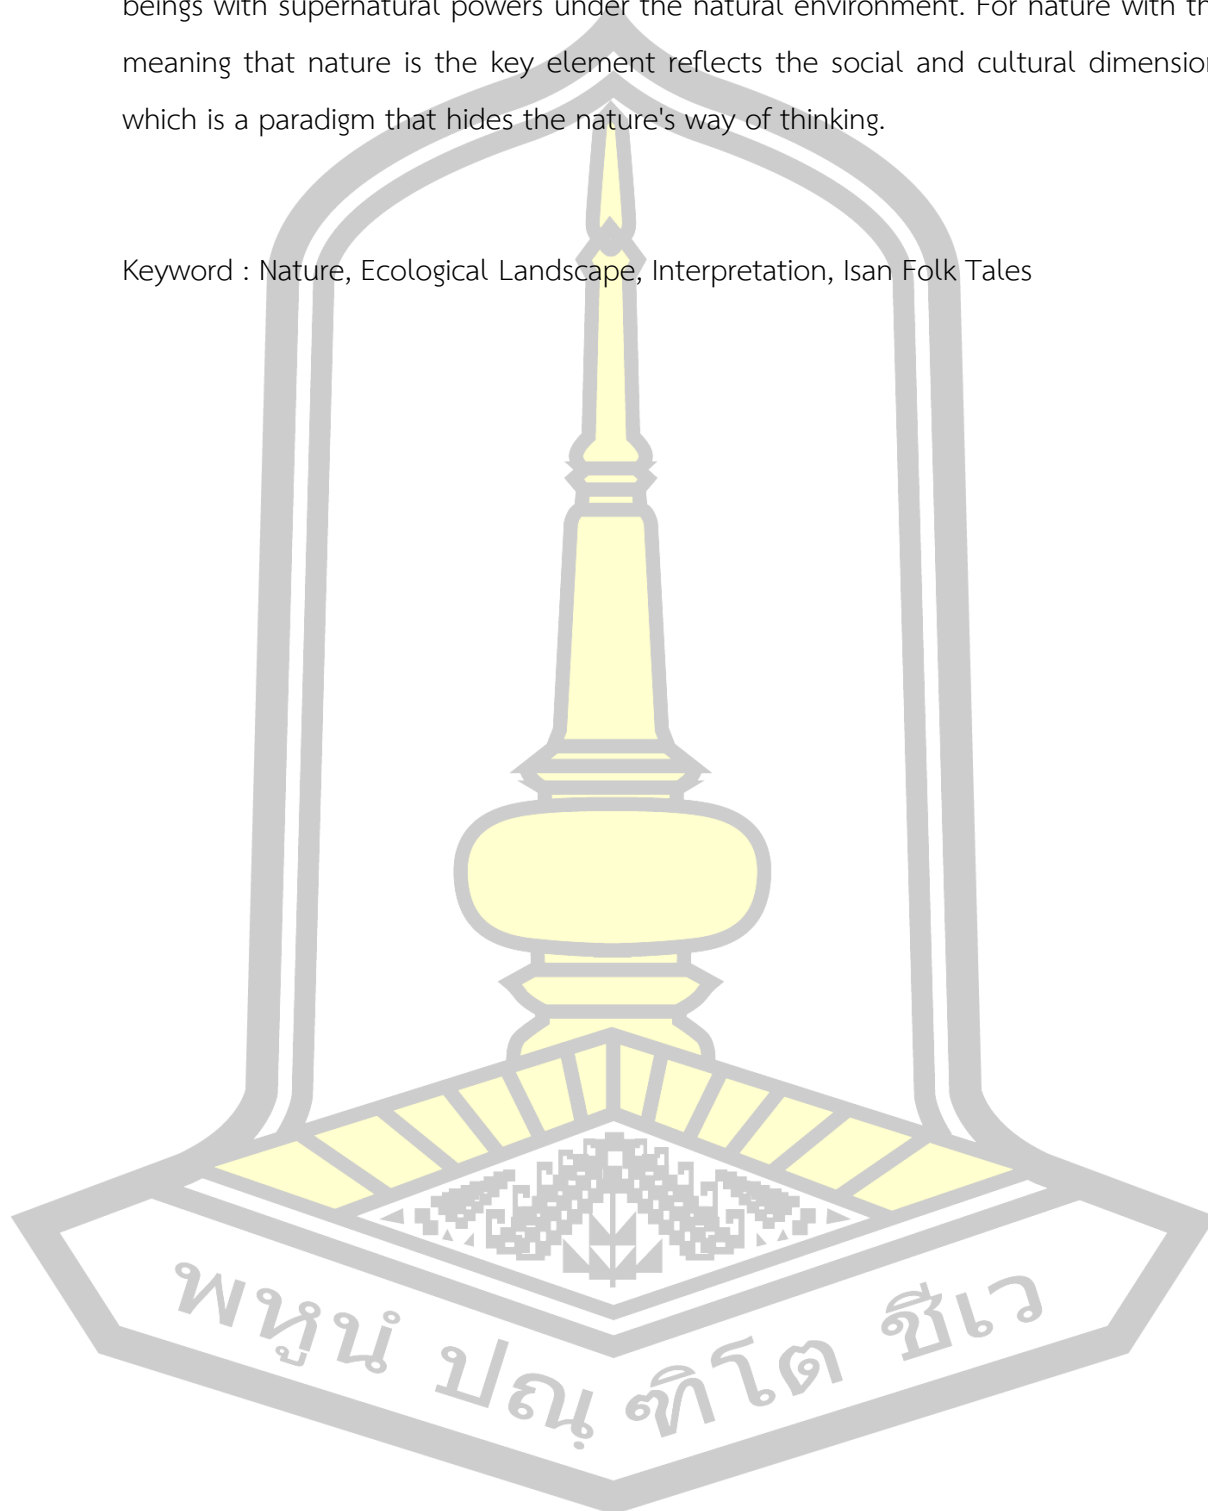 beings with supernatural powers under the natural environment. For nature with th
meaning that nature is the key element reflects the social and cultural dimension
which is a paradigm that hides the nature's way of thinking.
Keyword : Nature, Ecological Landscape, Interpretation, Isan Folk Tales
พหูนํ ปณฺฑิโต ชีเว